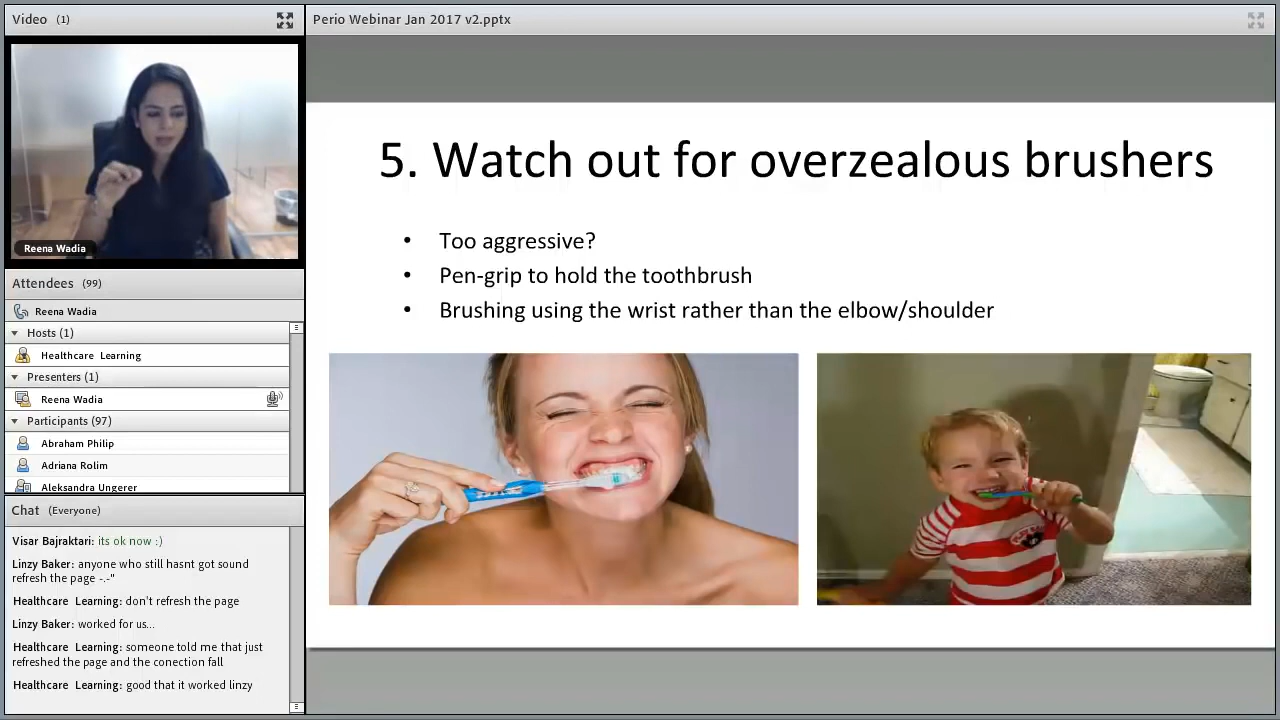 Video (1)
Reena Wadia
Attendees (99)
Reena Wadia
Hosts (1)
Healthcare Learning
Presenters (1)
Reena Wadia
Participants (97)
Abraham Philip
Adriana Rolim
Aleksandra Ungerer
Chat (Everyone)
Visar Bajraktari: its ok now :)
Linzy Baker: anyone who still hasnt got sound
refresh the page -.-"
Healthcare Learning: don't refresh the page
Linzy Baker: worked for us...
Healthcare Learning: someone told me that just
refreshed the page and the conection fall
Healthcare Learning: good that it worked linzy
Perio Webinar Jan 2017 v2.pptx
5. Watch out for overzealous brushers
• Too aggressive?
• Pen-grip to hold the toothbrush
• Brushing using the wrist rather than the elbow/shoulder